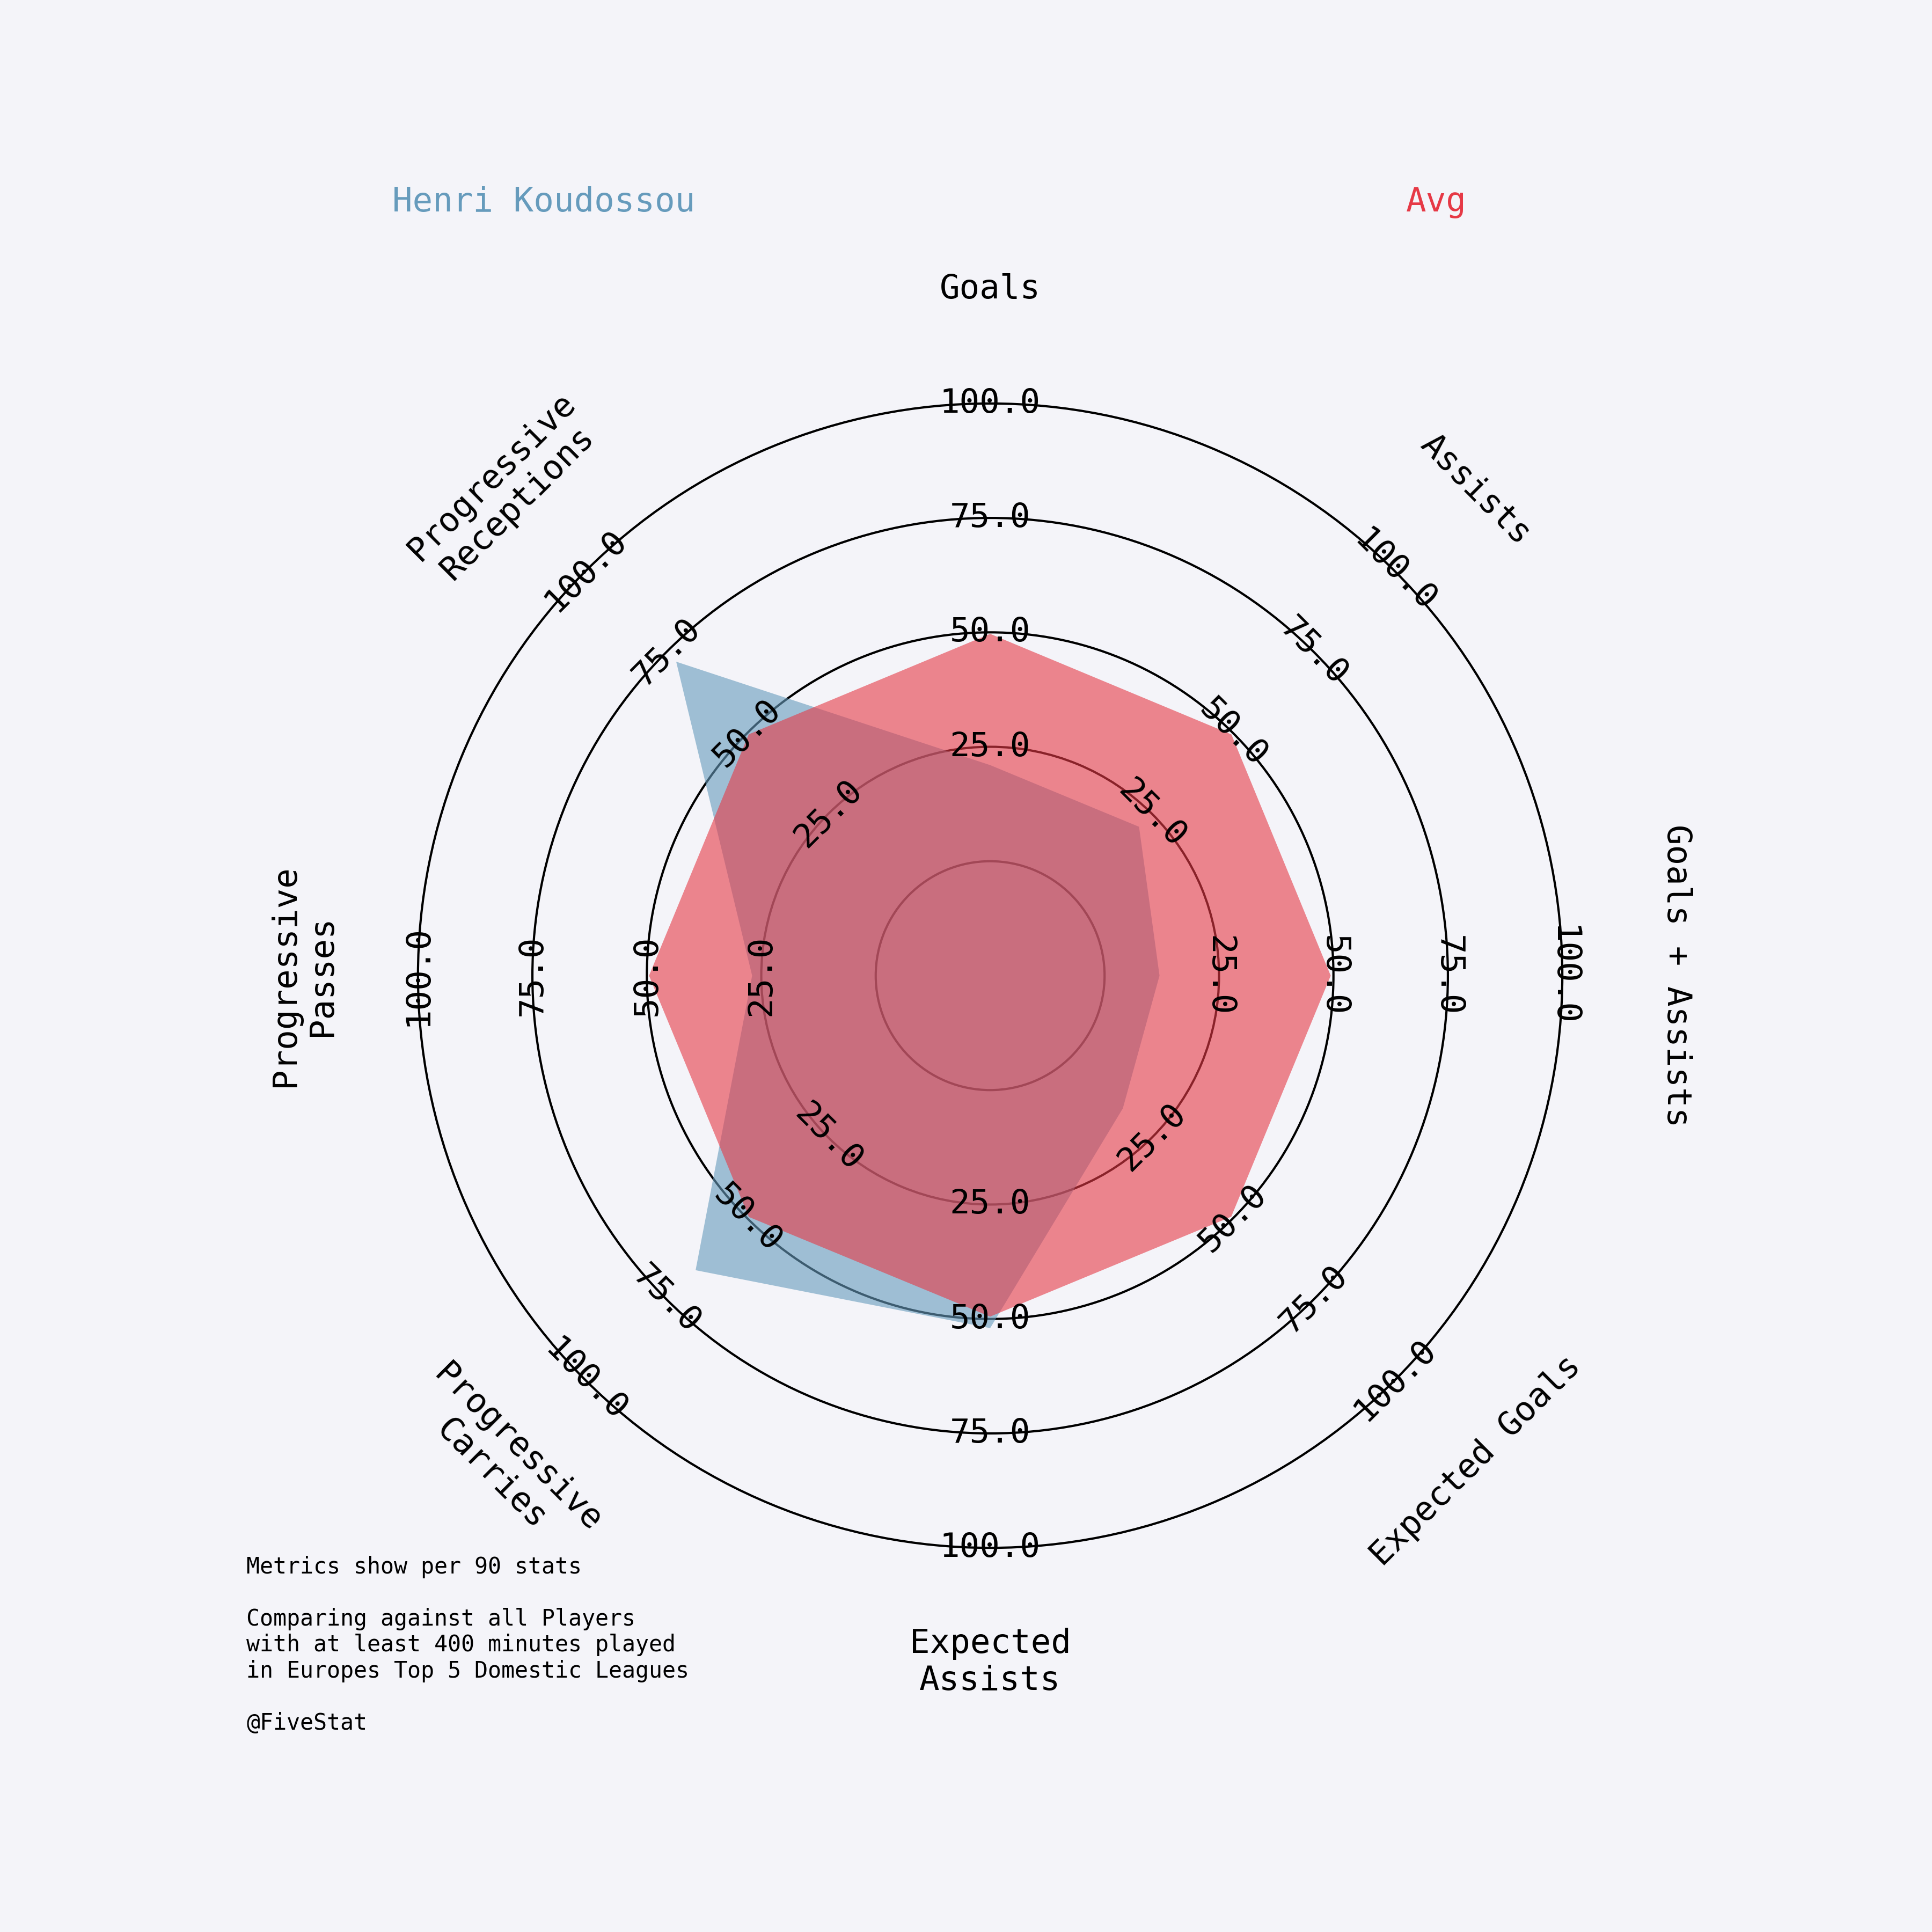 Henri Koudossou
Avg
Goals
Assists
Goals + Assists
Expected Goals
Expected
Assists
Progressive
Carries
Progressive
Passes
Progressive
Receptions
25.0
50.0
75.0
100.0
25.0
50.0
75.0
100.0
25.0
50.0
75.0
100.0
25.0
50.0
75.0
100.0
25.0
50.0
75.0
100.0
25.0
50.0
75.0
100.0
25.0
50.0
75.0
100.0
25.0
50.0
75.0
100.0
Metrics show per 90 stats
Comparing against all Players
with at least 400 minutes played
in Europes Top 5 Domestic Leagues
@FiveStat